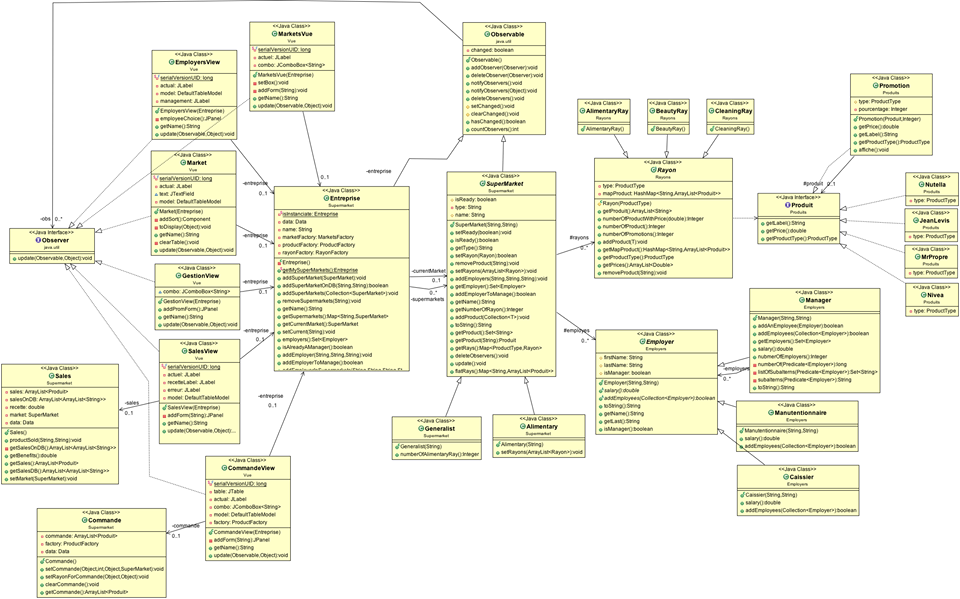 <<Java Class>>
MarketsVue
Vue
serialVersionUID: long
actual: JLabel
combo: JComboBox<String>
MarketsVue(Entreprise)
setBox():void
addForm(String):void
getName():String
update(Observable,Object):void
<<Java Class>>
Observable
java.util
changed: boolean
Observable()
addObserver(Observer):void
deleteObserver(Observer):void
notifyObservers():void
notifyObservers(Object):void
deleteObservers():void
setChanged():void
clearChanged():void
hasChanged():boolean
countObservers():int
<<Java Class>>
EmployersView
Vue
serialVersionUID: long
actual: JLabel
model: DefaultTableModel
management: JLabel
EmployersView(Entreprise)
employeeChoice():JPanel
getName():String
update(Observable,Object):void
<<Java Class>>
AlimentaryRay
Rayons
AlimentaryRay()
<<Java Class>>
BeautyRay
Rayons
BeautyRay()
<<Java Class>>
CleaningRay
Rayons
CleaningRay()
<<Java Class>>
Promotion
Produits
type: ProductType
pourcentage: Integer
Promotion(Produit,Integer)
getPrice():double
getLabel():String
getProductType():ProductType
affiche():void
<<Java Class>>
Market
Vue
serialVersionUID: long
actual: JLabel
text: JTextField
model: DefaultTableModel
Market(Entreprise)
addSort():Component
toDisplay(Object):void
getName():String
clearTable():void
update(Observable,Object):void
<<Java Class>>
Entreprise
Supermarket
isInstanciate: Entreprise
data: Data
name: String
marketFactory: MarketsFactory
productFactory: ProductFactory
rayonFactory: RayonFactory
Entreprise()
getMySuperMarkets():Entreprise
addSuperMarket(SuperMarket):void
addSuperMarketOnDB(String,String):boolean
addSuperMarkets(Collection<SuperMarket>):void
removeSupermarkets(String):void
getName():String
getSupermarkets():Map<String,SuperMarket>
getCurrentMarket():SuperMarket
setCurrent(String):void
employers():Set<Employer>
isAlreadyManager():boolean
addEmployer(String,String,String):void
addEmployerToManage():boolean
<<Java Class>>
SuperMarket
Supermarket
isReady: boolean
type: String
name: String
SuperMarket(String,String)
setReady(boolean):void
isReady():boolean
getType():String
setRayon(Rayon):boolean
removeProduct(String):void
setRayons(ArrayList<Rayon>):void
addEmployers(String,String,String):void
getEmployer():Set<Employer>
addEmployerToManage():boolean
getName():String
getNumberOfRayon():Integer
addProduct(Collection<T>):void
toString():String
getProduct():Set<String>
getProduct(String):Produit
getRays():Map<ProductType,Rayon>
deleteObservers():void
update():void
flatRays():Map<String,ArrayList<Produit>>
<<Java Class>>
Rayon
Rayons
type: ProductType
mapProduct: HashMap<String,ArrayList<Produit>>
Rayon(ProductType)
getProduit():ArrayList<String>
numberOfProductWithPrice(double):Integer
numberOfProduct():Integer
numberOfPromotions():Integer
addProduct(T):void
getMapProduct():HashMap<String,ArrayList<Produit>>
getProductType():ProductType
getPrices():ArrayList<Double>
removeProduct(String):void
<<Java Interface>>
Produit
Produits
getLabel():String
getPrice():double
getProductType():ProductType
<<Java Class>>
Nutella
Produits
type: ProductType
<<Java Class>>
JeanLevis
Produits
type: ProductType
<<Java Class>>
MrPropre
Produits
type: ProductType
<<Java Class>>
Nivea
Produits
type: ProductType
<<Java Interface>>
Observer
java.util
update(Observable,Object):void
<<Java Class>>
GestionView
Vue
combo: JComboBox<String>
GestionView(Entreprise)
addPromForm():String
getName():String
update(Observable,Object):void
<<Java Class>>
SalesView
Vue
serialVersionUID: long
actual: JLabel
recetteLabel: JLabel
erreur: JLabel
model: DefaultTableModel
SalesView(Entreprise)
addForm(String):JPanel
getName():String
update(Observable,Object):...
<<Java Class>>
Sales
Supermarket
sales: ArrayList<Produit>
salesOnDB: ArrayList<ArrayList<String>>
recette: double
market: SuperMarket
data: Data
Sales()
productSold(String,String):void
getSalesOnDB():ArrayList<ArrayList<String>>
getBenefits():double
getSales():ArrayList<Produit>
getSalesDB():ArrayList<ArrayList<String>>
setMarket(SuperMarket):void
<<Java Class>>
Manager
Employers
Manager(String,String)
addAnEmployee(Employer):boolean
addEmployees(Collection<Employer>):boolean
getEmployers():Set<Employer>
salary():double
nubmerOfEmployers():Integer
numberOf(Predicate<Employer>):long
listOfSubalterns(Predicate<Employer>):Set<String>
subalterns(Predicate<Employer>):String
toString():String
<<Java Class>>
Employer
Employers
firstName: String
lastName: String
isManager: boolean
Employer(String,String)
salary():double
addEmployees(Collection<Employer>):boolean
toString():String
getName():String
getLast():String
isManager():boolean
<<Java Class>>
Manutentionnaire
Employers
Manutentionnaire(String,String)
salary():double
addEmployees(Collection<Employer>):boolean
<<Java Class>>
Caissier
Employers
Caissier(String,String)
salary():double
addEmployees(Collection<Employer>):boolean
<<Java Class>>
Generalist
Supermarket
Generalist(String)
numberOfAlimentaryRay():Integer
<<Java Class>>
Alimentary
Supermarket
Alimentary(String)
setRayons(ArrayList<Rayon>):void
<<Java Class>>
CommandeView
Vue
serialVersionUID: long
table: JTable
actual: JLabel
combo: JComboBox<String>
model: DefaultTableModel
factory: ProductFactory
CommandeView(Entreprise)
addForm(String):JPanel
getName():String
update(Observable,Object):void
<<Java Class>>
Commande
Supermarket
commande: ArrayList<Produit>
factory: ProductFactory
data: Data
Commande()
setCommande(Object,int,Object,SuperMarket):void
setRayonForCommande(Object,Object):void
clearCommande():void
getCommande():ArrayList<Produit>
-obs 0..*
-entreprise
0..1
-entreprise
0..1
-entreprise
0..1
-entreprise
0..1
-entreprise
0..1
-entreprise
0..1
-currentMarket
0..1
0..*
-supermarkets
#rayons
0..*
#employers
0..*
#produit 0..1
-employers
0..*
-sales
0..1
-commande
0..1